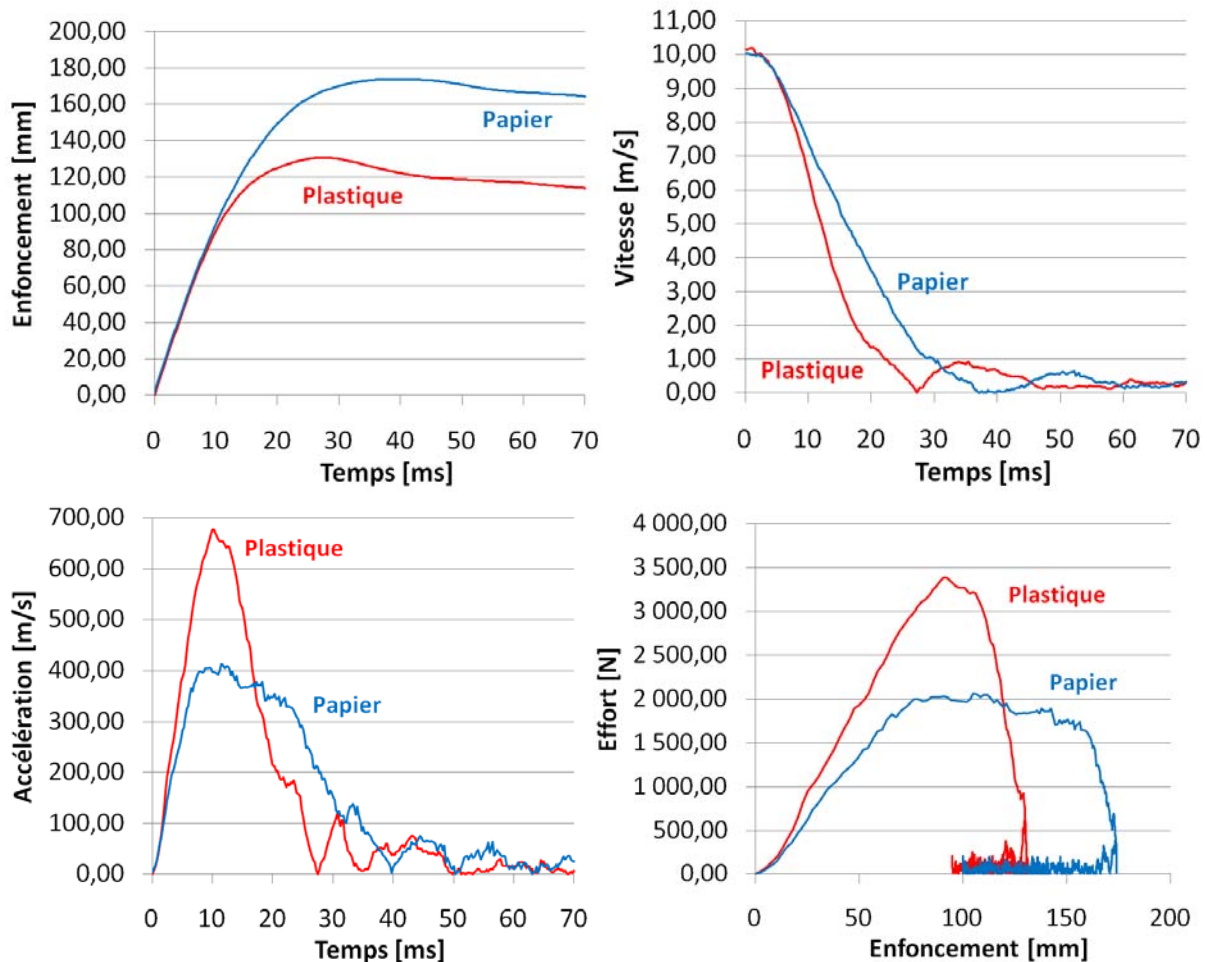 Enfoncement [mm]
200,00
180,00
160,00
140,00
120,00
100,00
80,00
60,00
40,00
20,00
0,00
Papier
Plastique
0 10 20 30 40 50 60 70
Temps [ms]
Vitesse [m/s]
11,00
10,00
9,00
8,00
7,00
6,00
5,00
4,00
3,00
2,00
1,00
0,00
Papier
Plastique
0 10 20 30 40 50 60 70
Temps [ms]
Accélération [m/s]
700,00
600,00
500,00
400,00
300,00
200,00
100,00
0,00
Plastique
Papier
0 10 20 30 40 50 60 70
Temps [ms]
Effort [N]
4 000,00
3 500,00
3 000,00
2 500,00
2 000,00
1 500,00
1 000,00
500,00
0,00
Plastique
Papier
0 50 100 150 200
Enfoncement [mm]